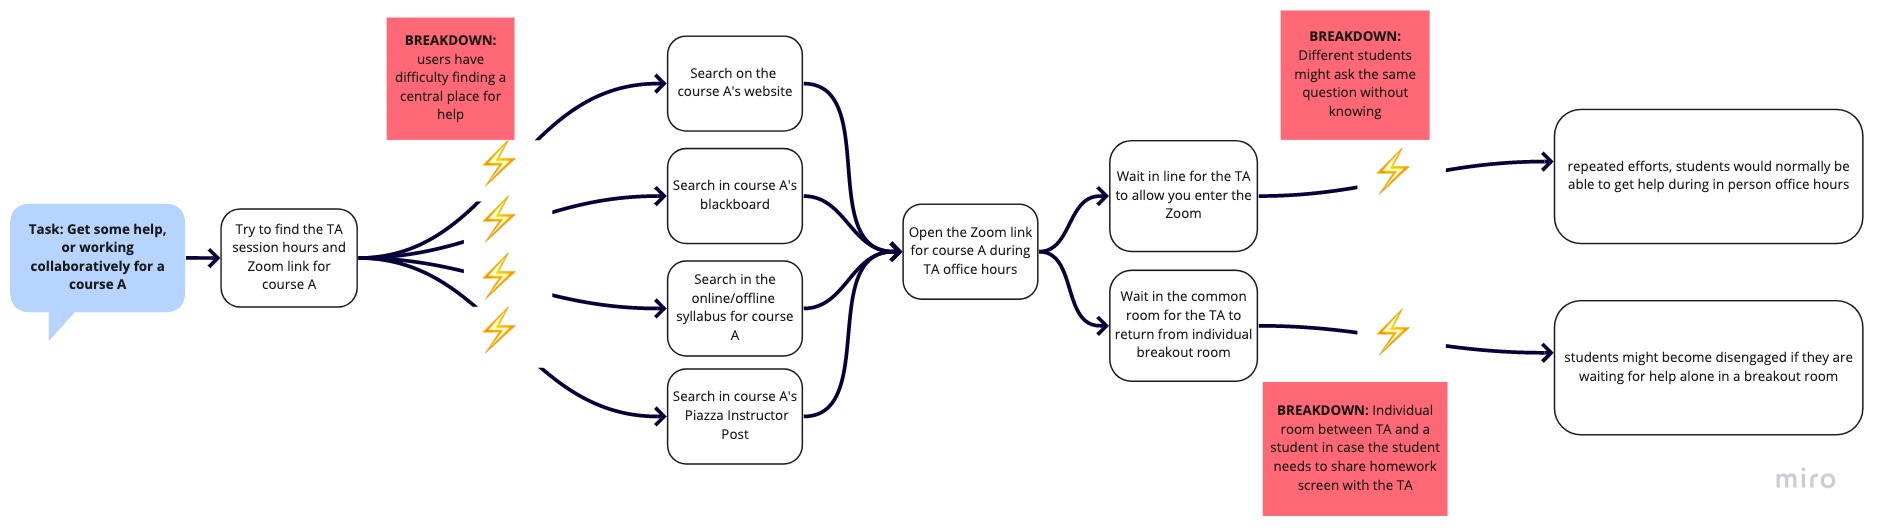 Task: Get some help,
or working
collaboratively for a
course A
Try to find the TA
session hours and
Zoom link for
course A
BREAKDOWN:
users have
difficulty finding a
central place for
help
Search on the
course A's website
Search in course A's
blackboard
Search in the
online/offline
syllabus for course
A
Search in course A's
Piazza Instructor
Post
Open the Zoom link
for course A during
TA office hours
Wait in line for the TA
to allow you enter the
Zoom
Wait in the common
room for the TA to
return from individual
breakout room
BREAKDOWN:
Different students
might ask the same
question without
knowing
BREAKDOWN: Individual
room between TA and a
student in case the student
needs to share homework
screen with the TA
repeated efforts, students would normally be
able to get help during in person office hours
students might become disengaged if they are
waiting for help alone in a breakout room
miro